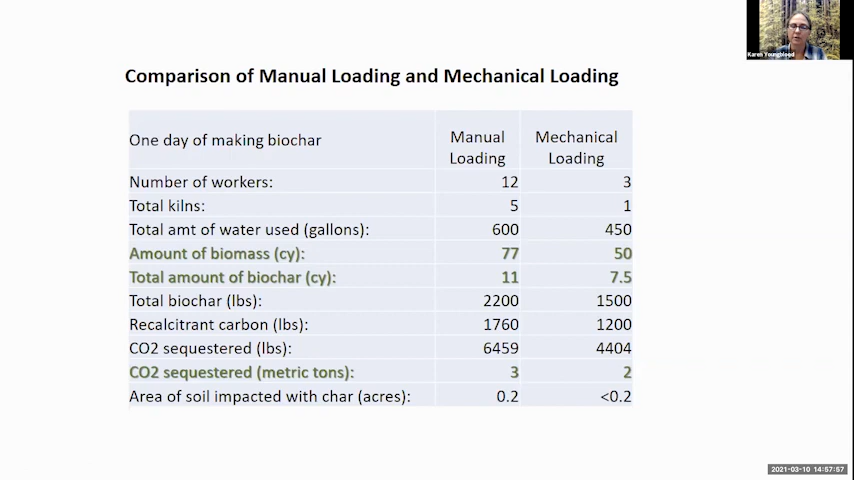 Karen Youngblood
Comparison of Manual Loading and Mechanical Loading
One day of making biochar Manual Loading Mechanical Loading
Number of workers: 12 3
Total kilns: 5 1
Total amt of water used (gallons): 600 450
Amount of biomass (cy): 77 50
Total amount of biochar (cy): 11 7.5
Total biochar (lbs): 2200 1500
Recalcitrant carbon (lbs): 1760 1200
CO2 sequestered (lbs): 6459 4404
CO2 sequestered (metric tons): 3 2
Area of soil impacted with char (acres): 0.2 <0.2
2021-03-10 14:57:57